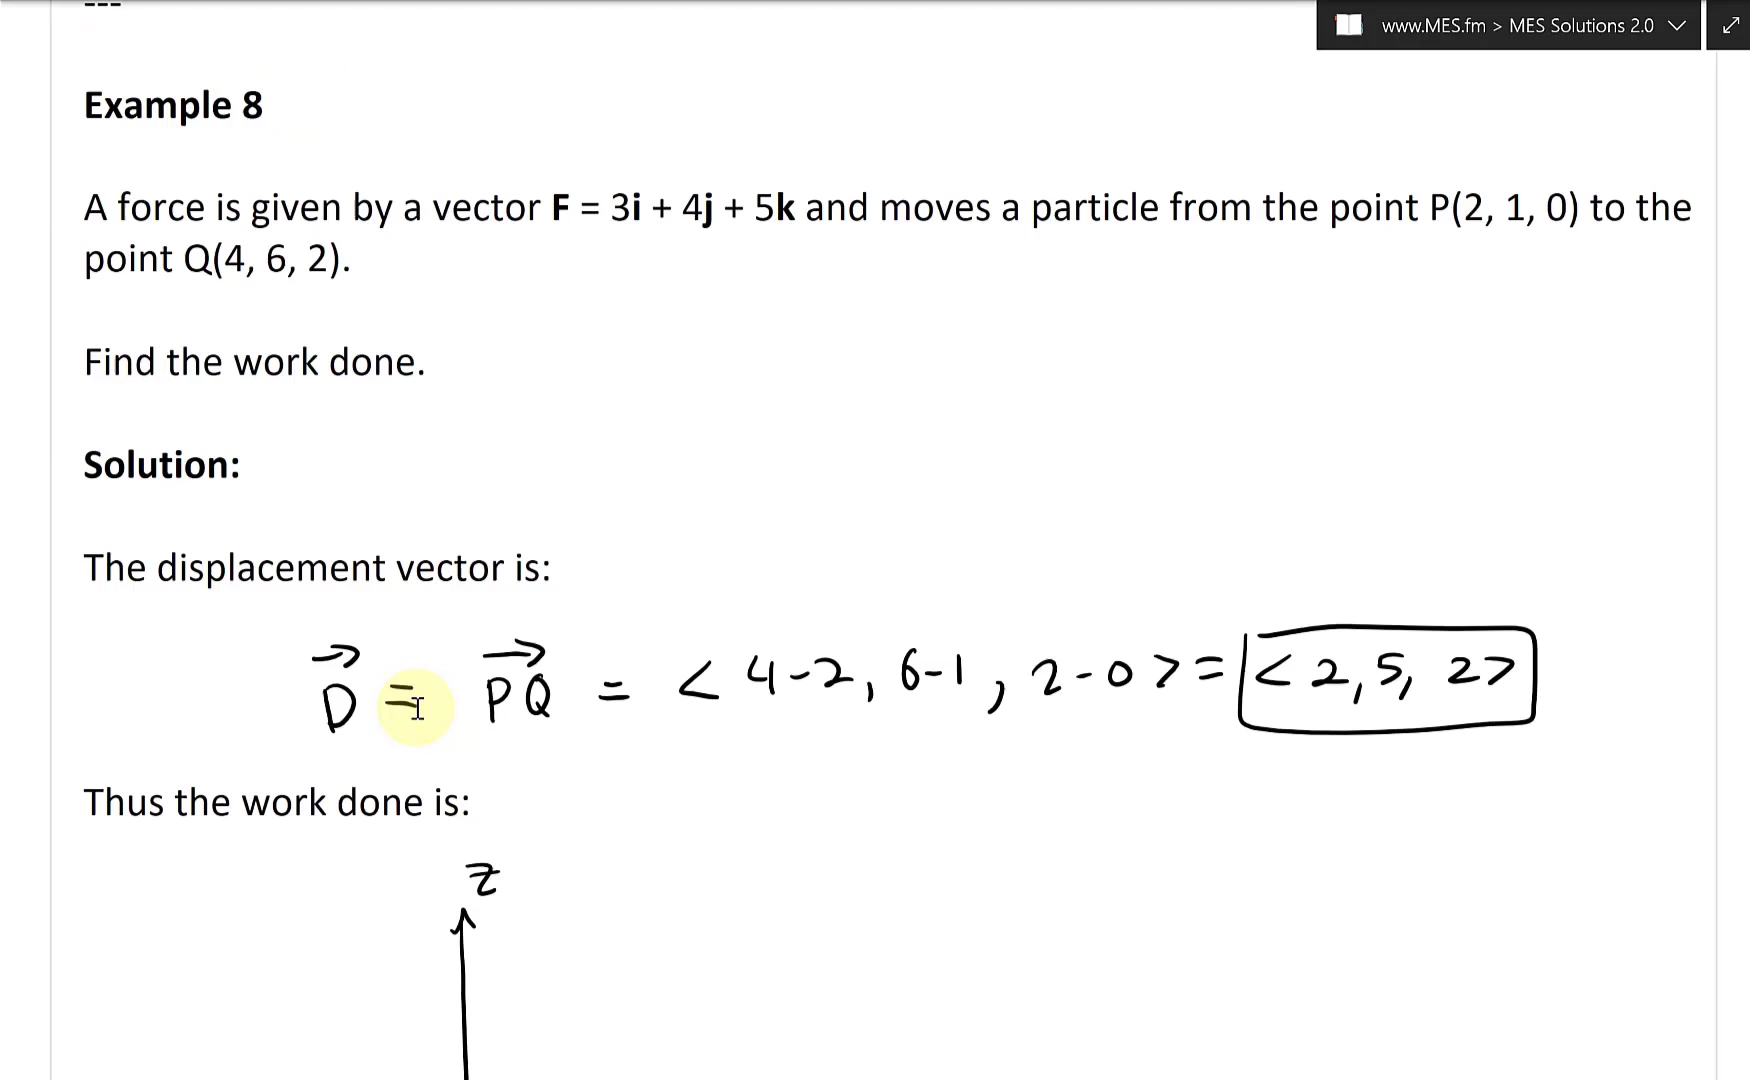 ---
www.MES.fm > MES Solutions 2.0
Example 8
A force is given by a vector F = 3i + 4j + 5k and moves a particle from the point P(2, 1, 0) to the
point Q(4, 6, 2).
Find the work done.
Solution:
The displacement vector is:
D⃗ = P⃗Q⃗ = < 4-2, 6-1, 2-0 > = < 2, 5, 2 >
Thus the work done is:
z